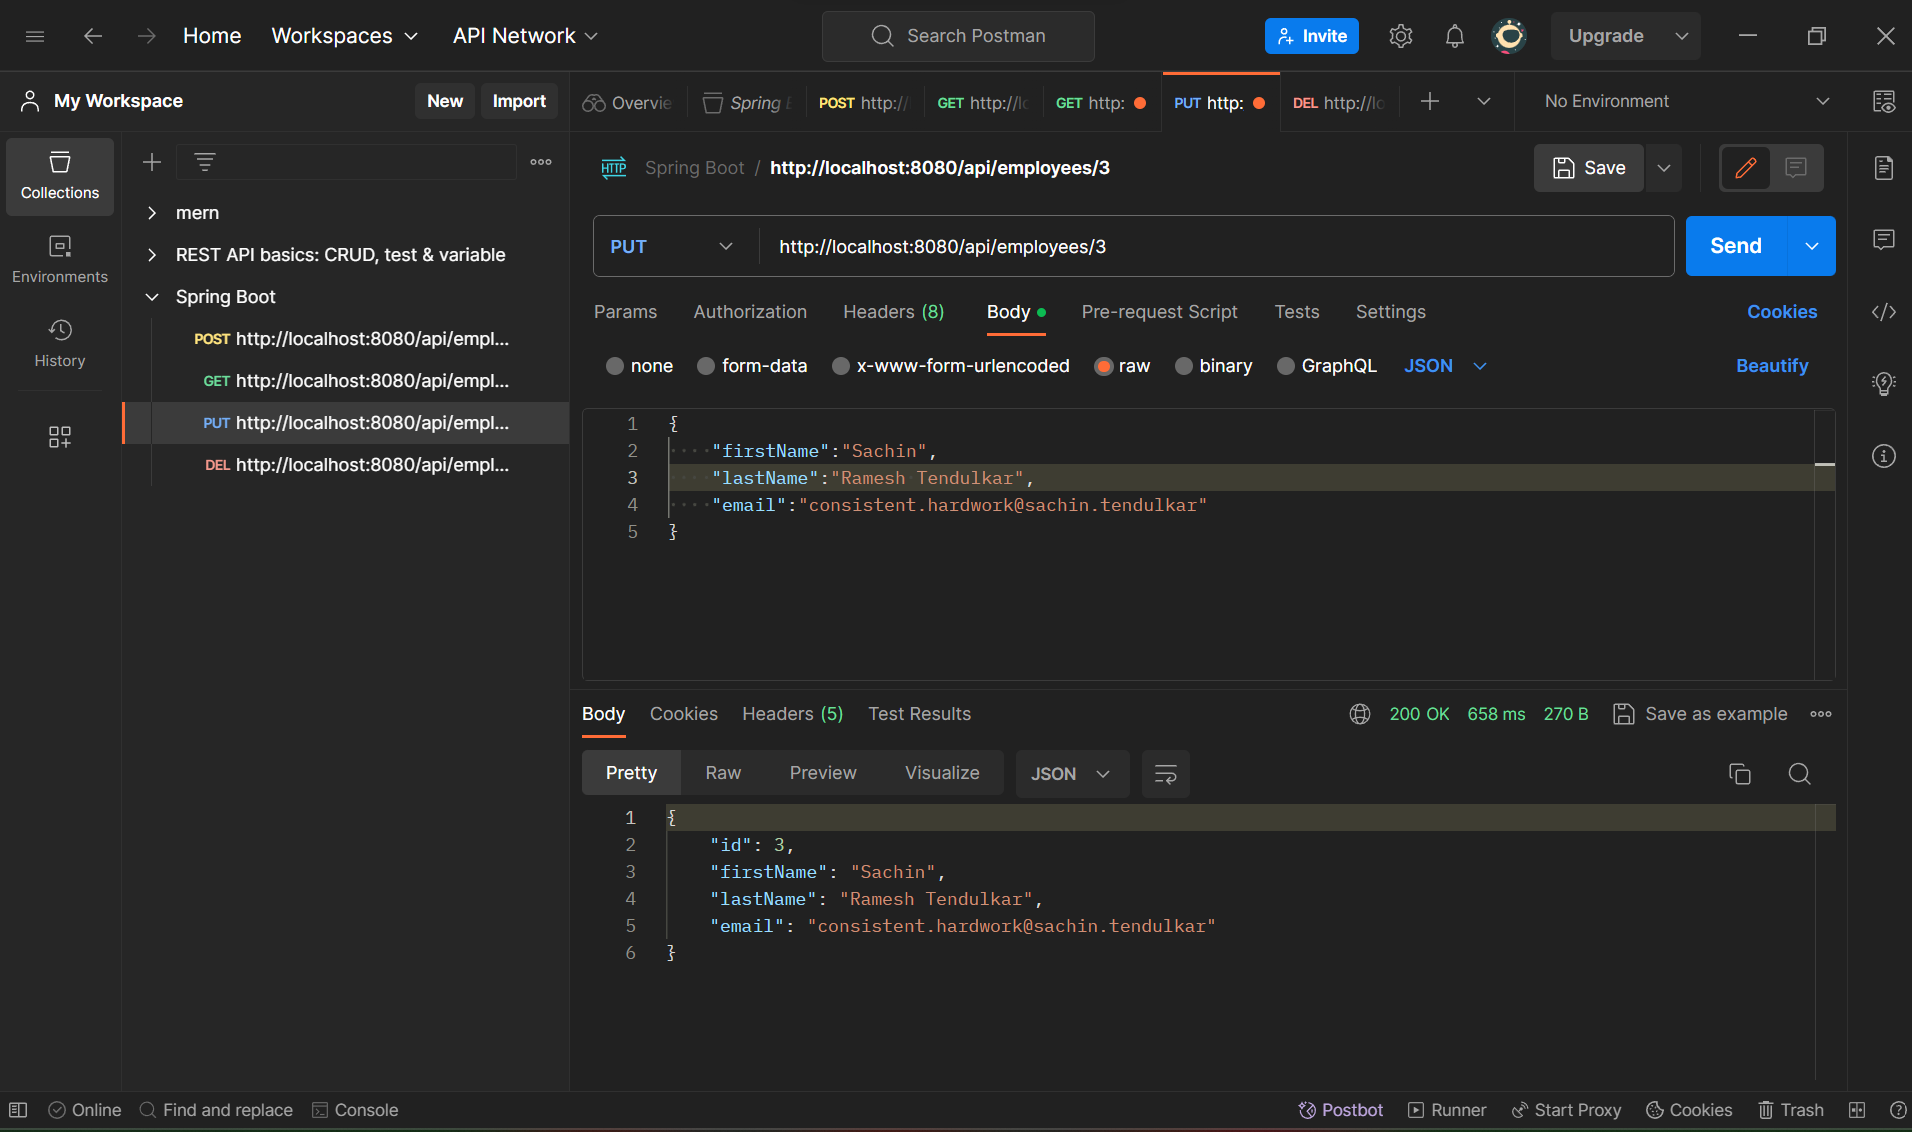 Home Workspaces API Network Search Postman Invite Upgrade
My Workspace New Import Overvie Spring POST http:// GET http://lo GET http: PUT http: DEL http://lo No Environment
Collections
Environments
History
mern
REST API basics: CRUD, test & variable
Spring Boot
POST http://localhost:8080/api/empl...
GET http://localhost:8080/api/empl...
PUT http://localhost:8080/api/empl...
DEL http://localhost:8080/api/empl...
HTTP Spring Boot / http://localhost:8080/api/employees/3 Save
PUT http://localhost:8080/api/employees/3 Send
Params Authorization Headers (8) Body Pre-request Script Tests Settings Cookies
none form-data x-www-form-urlencoded raw binary GraphQL JSON Beautify
1 {
2 "firstName":"Sachin",
3 "lastName":"Ramesh Tendulkar",
4 "email":"consistent.hardwork@sachin.tendulkar"
5 }
Body Cookies Headers (5) Test Results 200 OK 658 ms 270 B Save as example
Pretty Raw Preview Visualize JSON
1 {
2 "id": 3,
3 "firstName": "Sachin",
4 "lastName": "Ramesh Tendulkar",
5 "email": "consistent.hardwork@sachin.tendulkar"
6 }
Online Find and replace Console Postbot Runner Start Proxy Cookies Trash